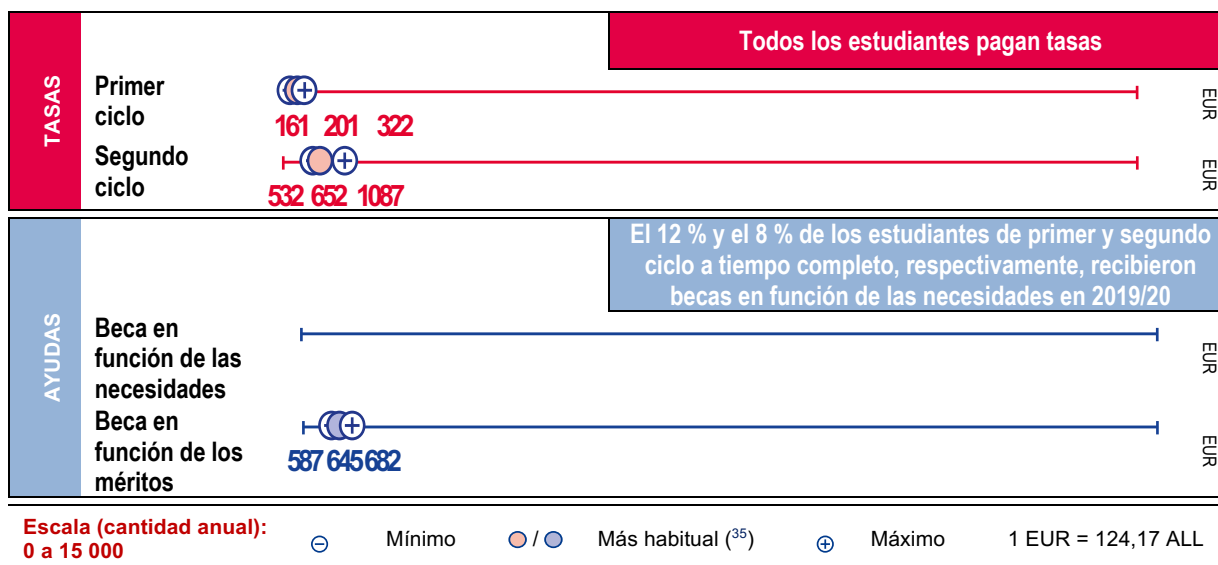 Todos los estudiantes pagan tasas
TASAS
Primer
ciclo
161 201 322
EUR
Segundo
ciclo
532 652 1087
EUR
El 12 % y el 8 % de los estudiantes de primer y segundo
ciclo a tiempo completo, respectivamente, recibieron
becas en función de las necesidades en 2019/20
AYUDAS
Beca en
función de las
necesidades
EUR
Beca en
función de los
méritos
587 645 682
EUR
Escala (cantidad anual):
0 a 15 000
Mínimo / Más habitual (35) Máximo 1 EUR = 124,17 ALL